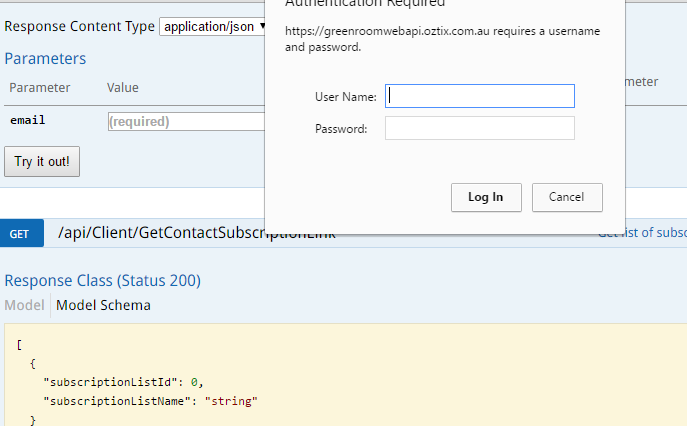 Authentication Required
https://greenroomwebapi.oztix.com.au requires a username
and password.
User Name:
Password:
Log In
Cancel
Response Content Type application/json
Parameters
Parameter
Value
meter
email
(required)
Try it out!
GET
/api/Client/GetContactSubscriptionLink
Get list of subsc
Response Class (Status 200)
Model
Model Schema
[
{
"subscriptionListId": 0,
"subscriptionListName": "string"
}